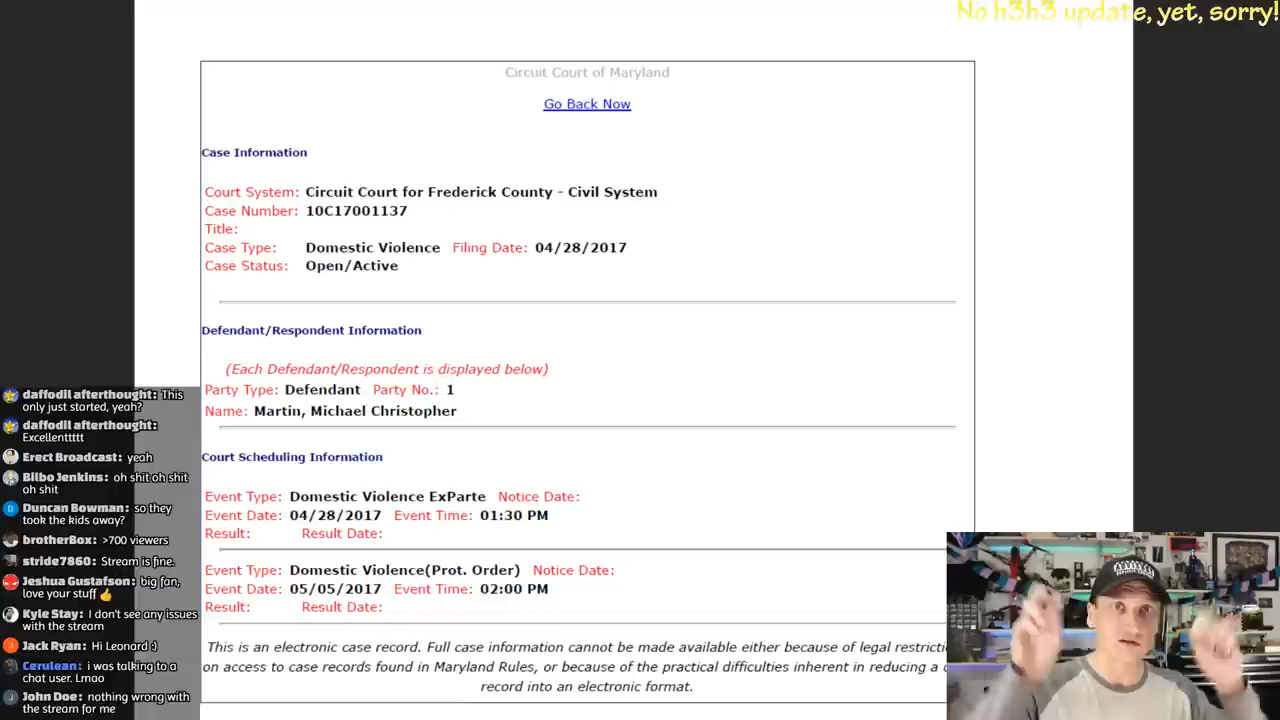 No h3h3 update, yet, sorry!
Circuit Court of Maryland
Go Back Now
Case Information
Court System: Circuit Court for Frederick County - Civil System
Case Number: 10C17001137
Title:
Case Type: Domestic Violence Filing Date: 04/28/2017
Case Status: Open/Active
Defendant/Respondent Information
(Each Defendant/Respondent is displayed below)
Party Type: Defendant Party No.: 1
Name: Martin, Michael Christopher
Court Scheduling Information
Event Type: Domestic Violence ExParte Notice Date:
Event Date: 04/28/2017 Event Time: 01:30 PM
Result: Result Date:
Event Type: Domestic Violence(Prot. Order) Notice Date:
Event Date: 05/05/2017 Event Time: 02:00 PM
Result: Result Date:
This is an electronic case record. Full case information cannot be made available either because of legal restricti
on access to case records found in Maryland Rules, or because of the practical difficulties inherent in reducing a
record into an electronic format.
daffodil afterthought: This
only just started, yeah?
daffodil afterthought:
Excellenttttt
Erect Broadcast: yeah
Bilbo Jenkins: oh shit oh shit
oh shit
Duncan Bowman: so they
took the kids away?
brotherBox: >700 viewers
stride7860: Stream is fine.
Jeshua Gustafson: big fan,
love your stuff 👍
Kyle Stay: I don't see any issues
with the stream
Jack Ryan: Hi Leonard :)
Cerulean: i was talking to a
chat user. Lmao
John Doe: nothing wrong with
the stream for me